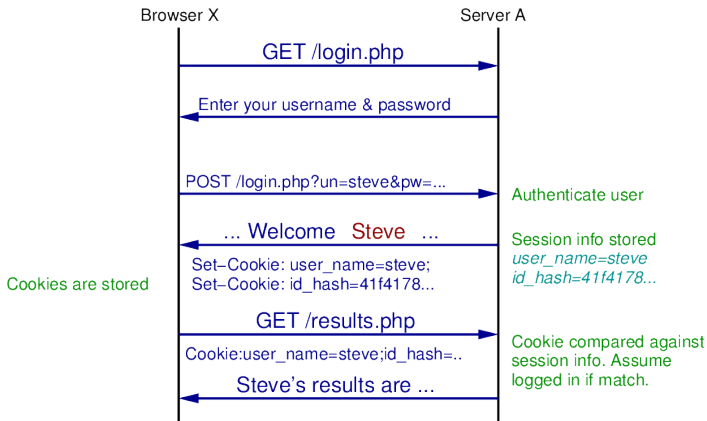 Browser X
Server A
GET /login.php
Enter your username & password
POST /login.php?un=steve&pw=...
Authenticate user
... Welcome Steve ...
Session info stored
user_name=steve
id_hash=41f4178...
Set−Cookie: user_name=steve;
Set−Cookie: id_hash=41f4178...
Cookies are stored
GET /results.php
Cookie:user_name=steve;id_hash=..
Cookie compared against
session info. Assume
logged in if match.
Steve's results are ...